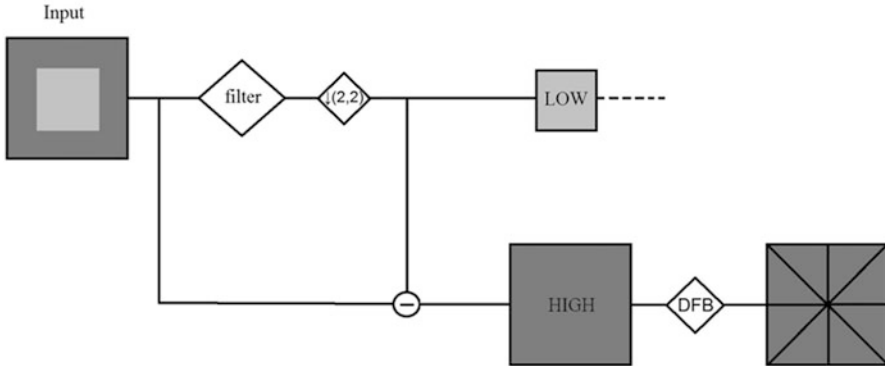 Input
filter
↓(2,2)
LOW
HIGH
DFB